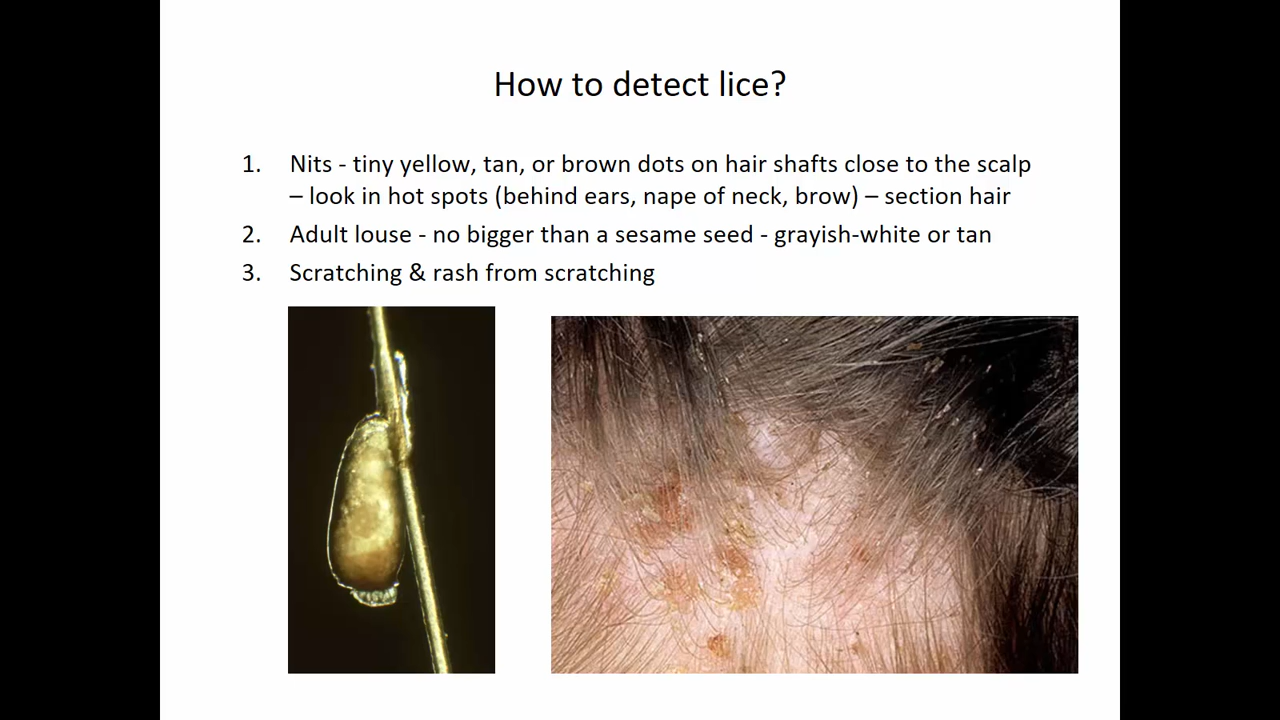 How to detect lice?
1. Nits - tiny yellow, tan, or brown dots on hair shafts close to the scalp
– look in hot spots (behind ears, nape of neck, brow) – section hair
2. Adult louse - no bigger than a sesame seed - grayish-white or tan
3. Scratching & rash from scratching